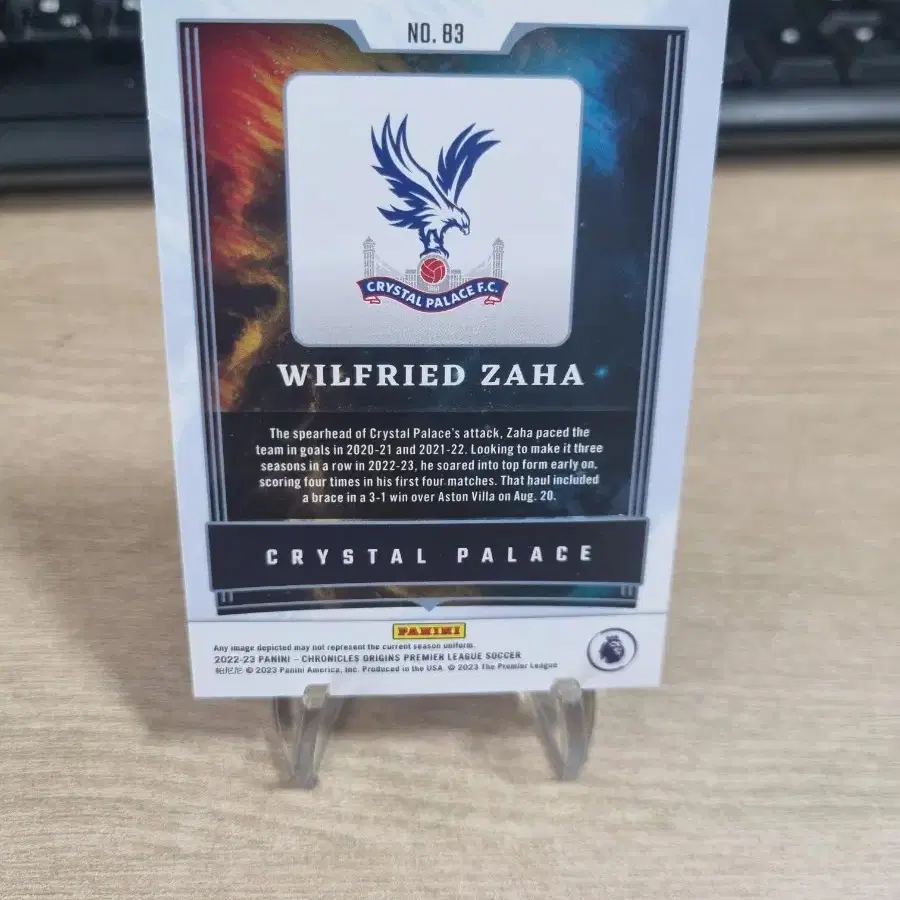 NO. 83
1861
CRYSTAL PALACE F.C.
WILFRIED ZAHA
The spearhead of Crystal Palace's attack, Zaha paced the
team in goals in 2020-21 and 2021-22. Looking to make it three
seasons in a row in 2022-23, he soared into top form early on,
scoring four times in his first four matches. That haul included
a brace in a 3-1 win over Aston Villa on Aug. 20.
CRYSTAL PALACE
PANINI
Any image depicted may not represent the current season uniform.
2022-23 PANINI - CHRONICLES ORIGINS PREMIER LEAGUE SOCCER
帕尼尼 © 2023 Panini America, Inc. Produced in the USA. © 2023 The Premier League